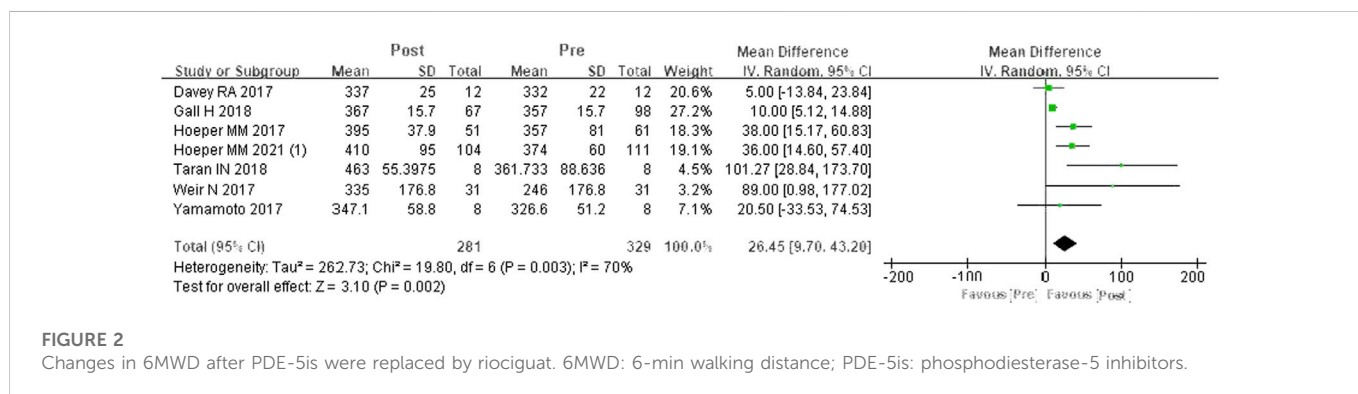 Post Pre Mean Difference Mean Difference
Study or Subgroup Mean SD Total Mean SD Total Weight IV. Random. 95% CI IV. Random. 95% CI
Davey RA 2017 337 25 12 332 22 12 20.6% 5.00 [-13.84, 23.84]
Gall H 2018 367 15.7 67 357 15.7 98 27.2% 10.00 [5.12, 14.88]
Hoeper MM 2017 395 37.9 51 357 81 61 18.3% 38.00 [15.17, 60.83]
Hoeper MM 2021 (1) 410 95 104 374 60 111 19.1% 36.00 [14.60, 57.40]
Taran IN 2018 463 55.3975 8 361.733 88.636 8 4.5% 101.27 [28.84, 173.70]
Weir N 2017 335 176.8 31 246 176.8 31 3.2% 89.00 [0.98, 177.02]
Yamamoto 2017 347.1 58.8 8 326.6 51.2 8 7.1% 20.50 [-33.53, 74.53]
Total (95% CI) 281 329 100.0% 26.45 [9.70, 43.20]
Heterogeneity: Tau² = 262.73; Chi² = 19.80, df = 6 (P = 0.003); I² = 70%
Test for overall effect: Z = 3.10 (P = 0.002)
-200 -100 0 100 200
Favous [Pre] Favous [Post]
FIGURE 2
Changes in 6MWD after PDE-5is were replaced by riociguat. 6MWD: 6-min walking distance; PDE-5is: phosphodiesterase-5 inhibitors.